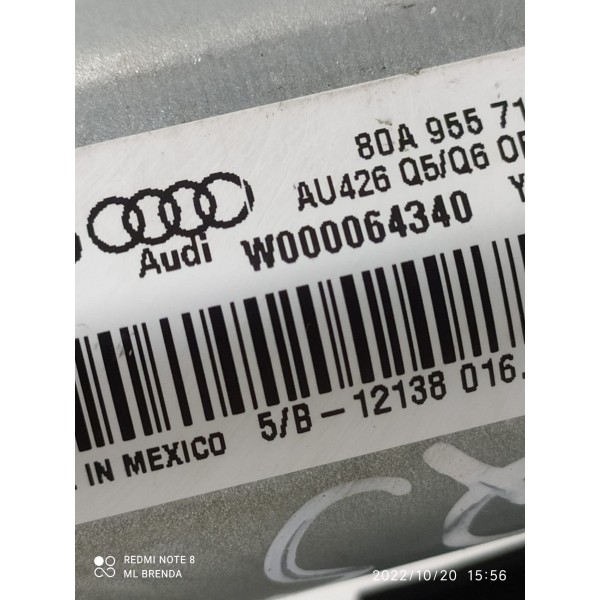 80A 955 71
AU426 Q5/Q6
Audi W000064340 Y
5/B-12138 016.
IN MEXICO
REDMI NOTE 8
ML BRENDA
2022/10/20 15:56